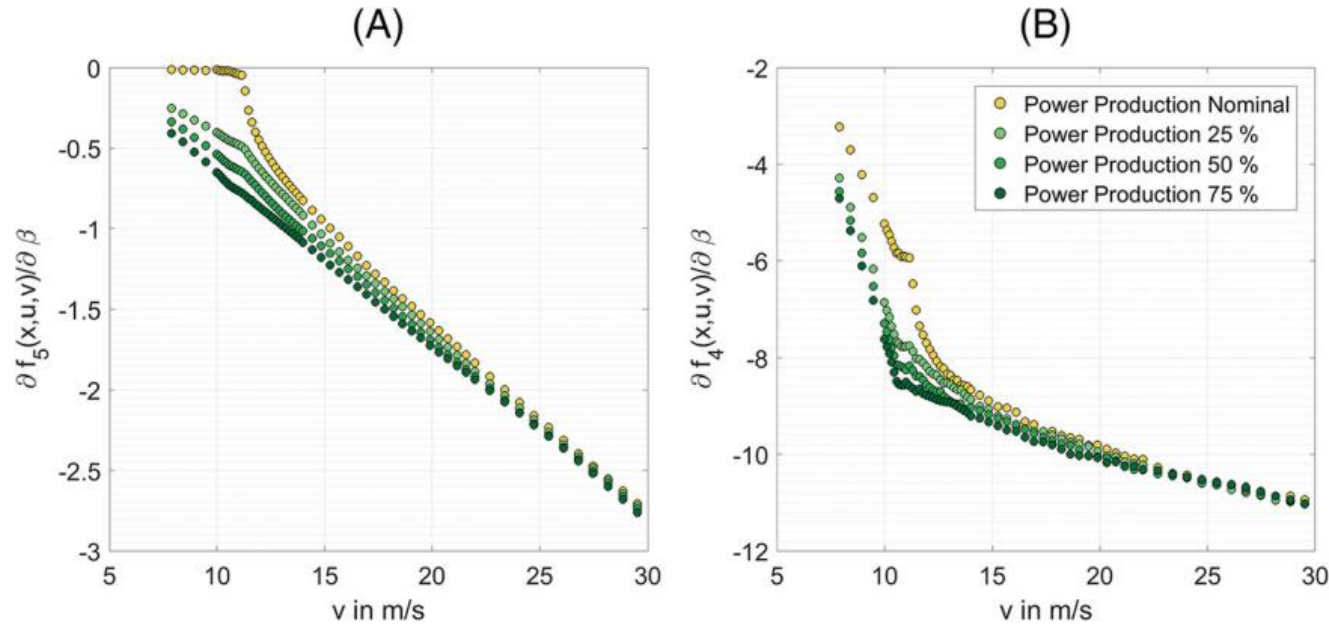 (A)
0
-0.5
-1
-1.5
-2
-2.5
-3
5
10
15
20
25
30
v in m/s
∂ f₅(x,u,v)/∂ β
(B)
-2
-4
-6
-8
-10
-12
5
10
15
20
25
30
v in m/s
∂ f₄(x,u,v)/∂ β
Power Production Nominal
Power Production 25 %
Power Production 50 %
Power Production 75 %